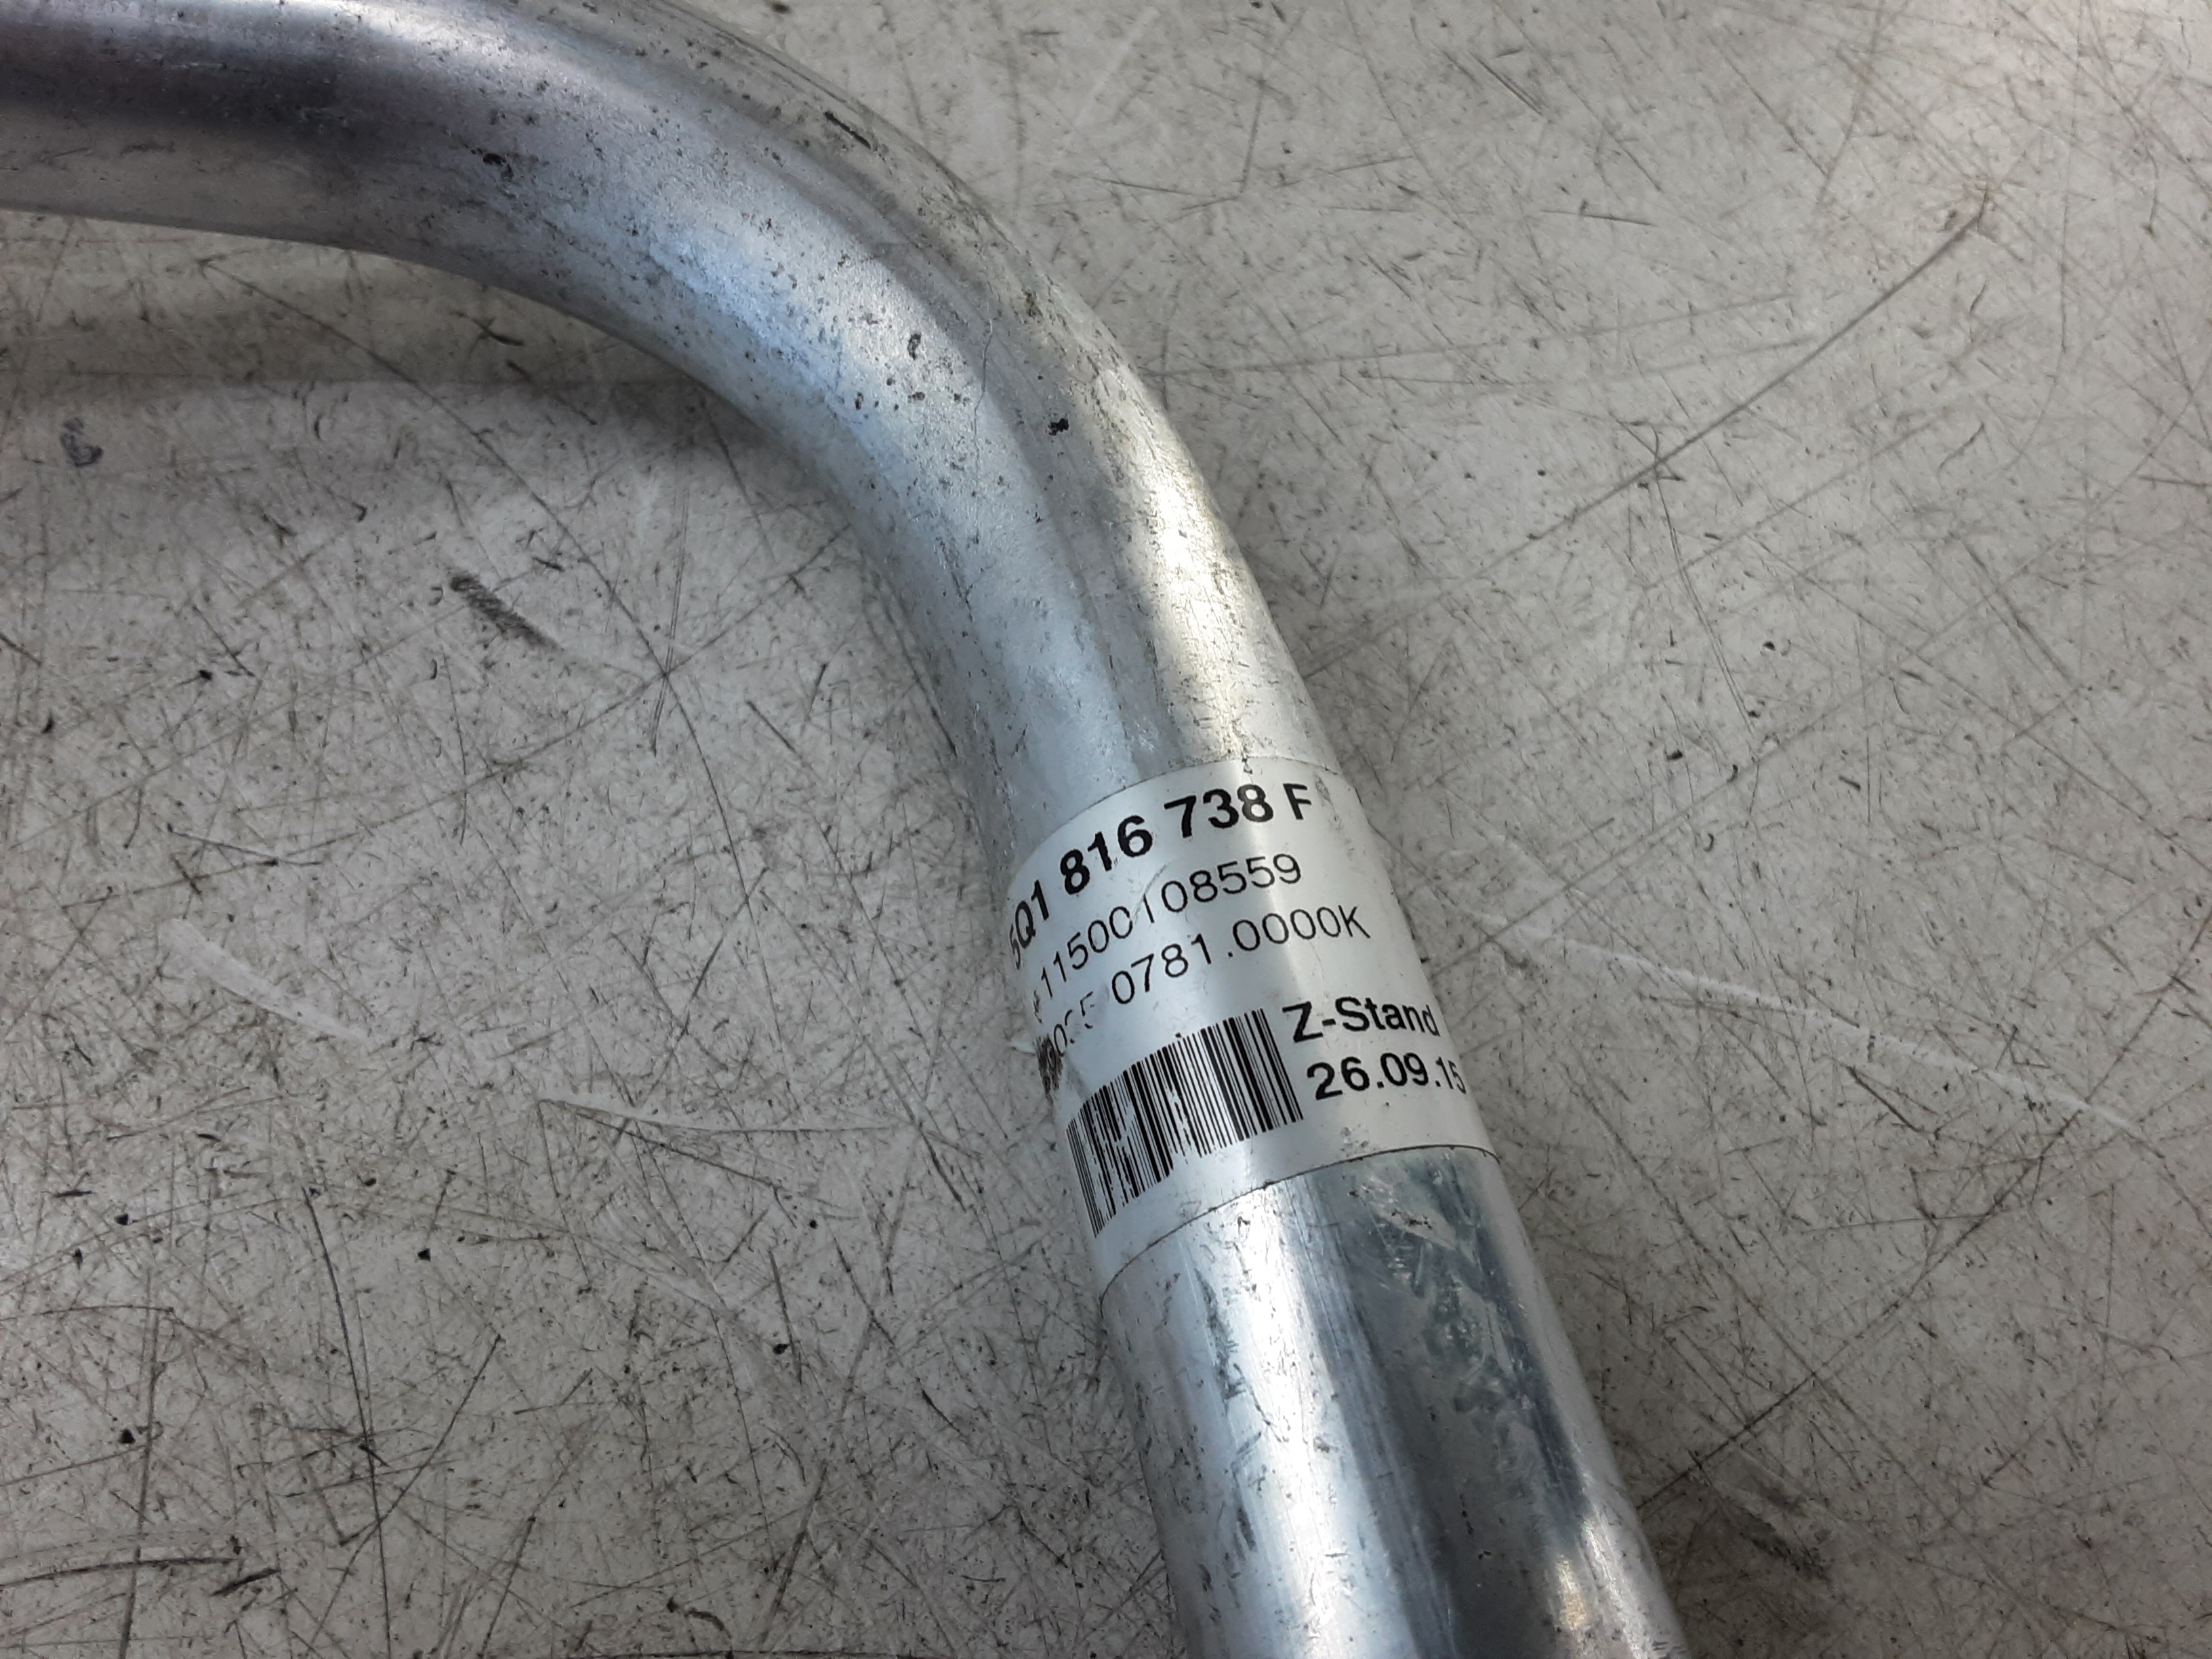 5Q1 816 738 F
*11500108559
0781.0000K
Z-Stand
26.09.15